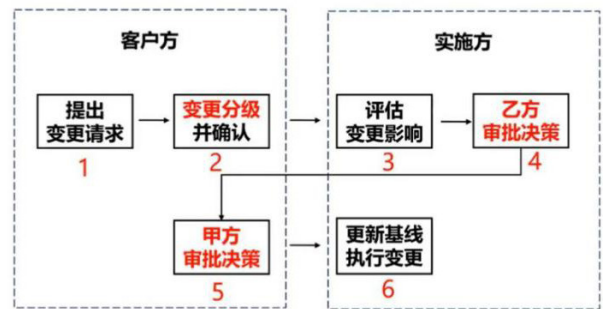 客户方
实施方
提出
变更请求
1
变更分级
并确认
2
评估
变更影响
3
乙方
审批决策
4
甲方
审批决策
5
更新基线
执行变更
6